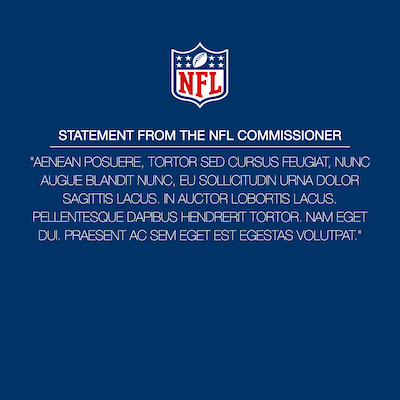 NFL
STATEMENT FROM THE NFL COMMISSIONER
"AENEAN POSUERE, TORTOR SED CURSUS FEUGIAT, NUNC
AUGUE BLANDIT NUNC, EU SOLLICITUDIN URNA DOLOR
SAGITTIS LACUS. IN AUCTOR LOBORTIS LACUS.
PELLENTESQUE DAPIBUS HENDRERIT TORTOR. NAM EGET
DUI. PRAESENT AC SEM EGET EST EGESTAS VOLUTPAT."